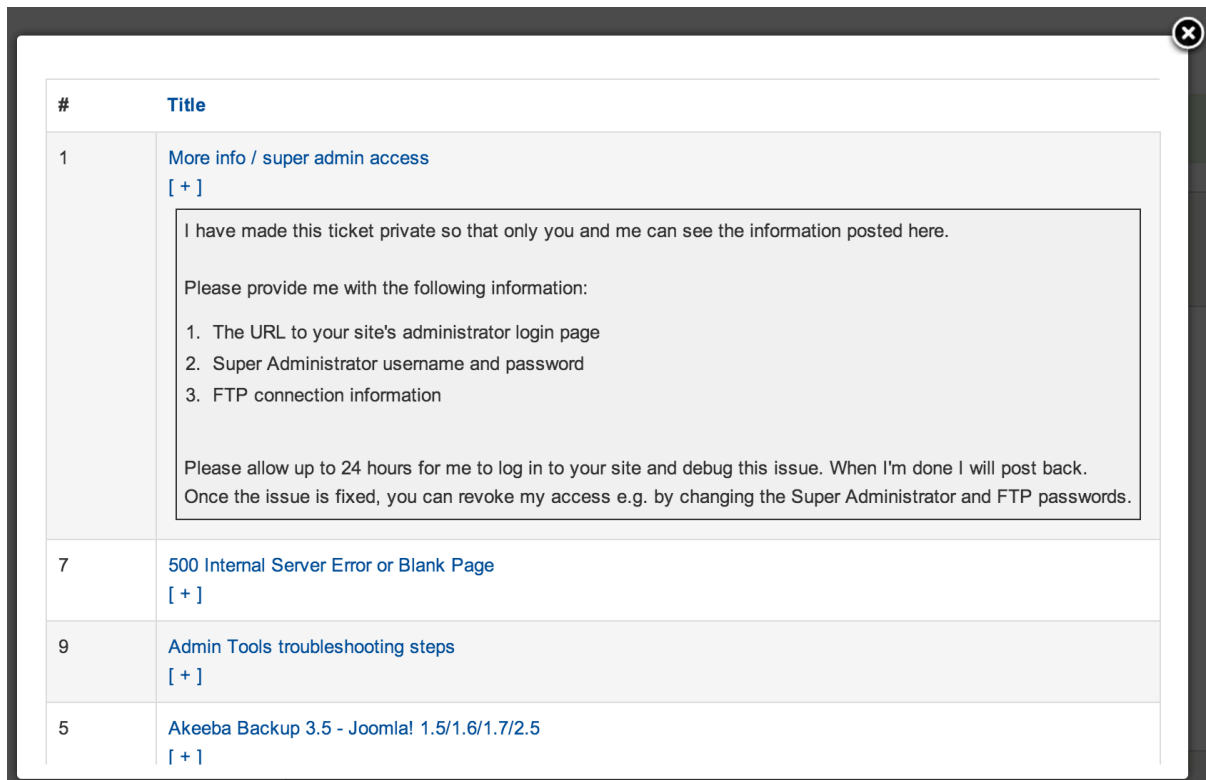 # Title
1 More info / super admin access
[ + ]
I have made this ticket private so that only you and me can see the information posted here.
Please provide me with the following information:
1. The URL to your site's administrator login page
2. Super Administrator username and password
3. FTP connection information
Please allow up to 24 hours for me to log in to your site and debug this issue. When I'm done I will post back.
Once the issue is fixed, you can revoke my access e.g. by changing the Super Administrator and FTP passwords.
7 500 Internal Server Error or Blank Page
[ + ]
9 Admin Tools troubleshooting steps
[ + ]
5 Akeeba Backup 3.5 - Joomla! 1.5/1.6/1.7/2.5
[ + ]